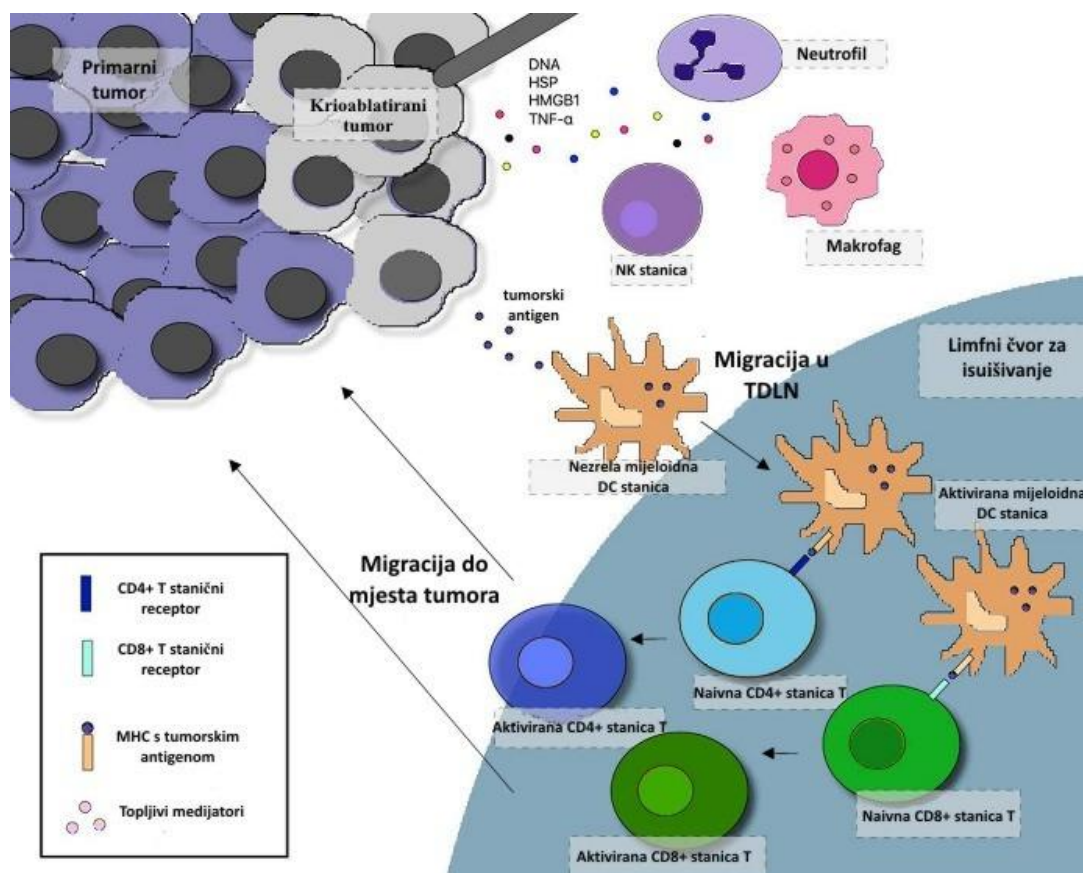 Primarni
tumor
Krioablatirani
tumor
DNA
HSP
HMGB1
TNF-α
Neutrofil
Makrofag
NK stanica
tumorski
antigen
Migracija u
TDLN
Limfni čvor za
isuišivanje
Nezrela mijeloidna
DC stanica
Aktivirana mijeloidna
DC stanica
Migracija do
mjesta tumora
CD4+ T stanični
receptor
CD8+ T stanični
receptor
MHC s tumorskim
antigenom
Topljivi medijatori
Naivna CD4+ stanica T
Aktivirana CD4+ stanica T
Naivna CD8+ stanica T
Aktivirana CD8+ stanica T